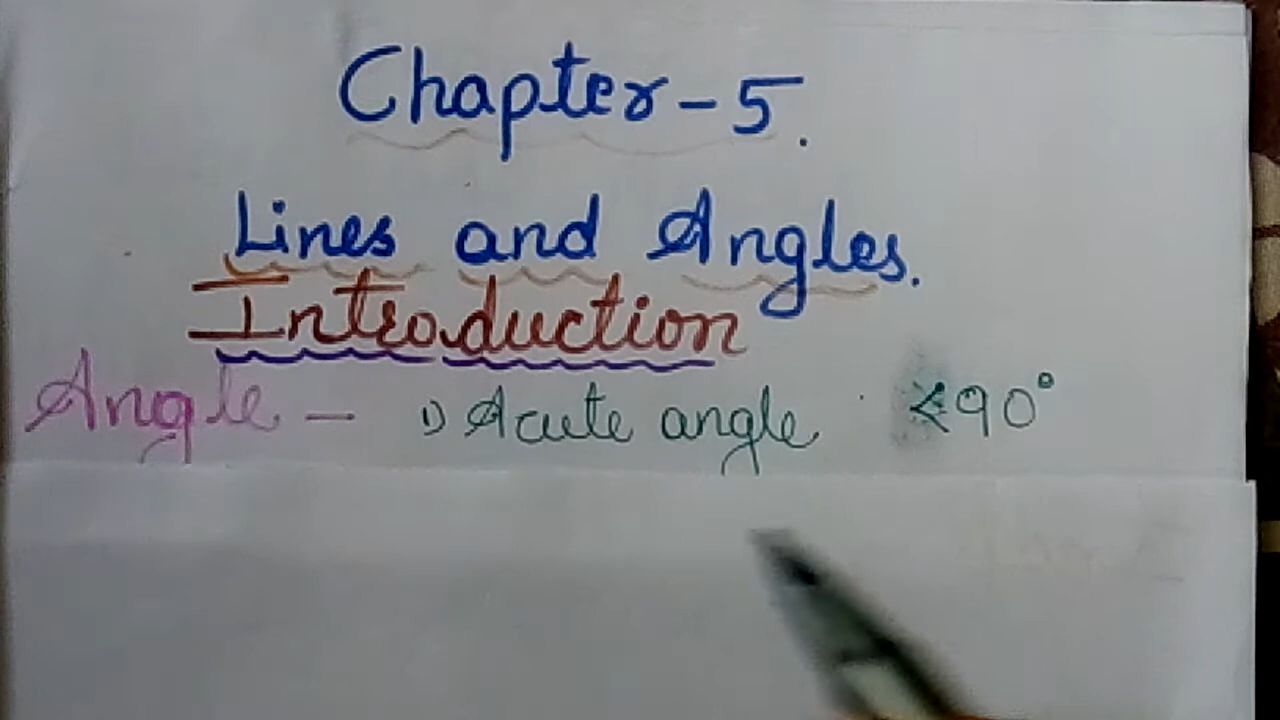 Chapter-5.
Lines and Angles.
Introduction
Angle - 1) Acute angle <90°